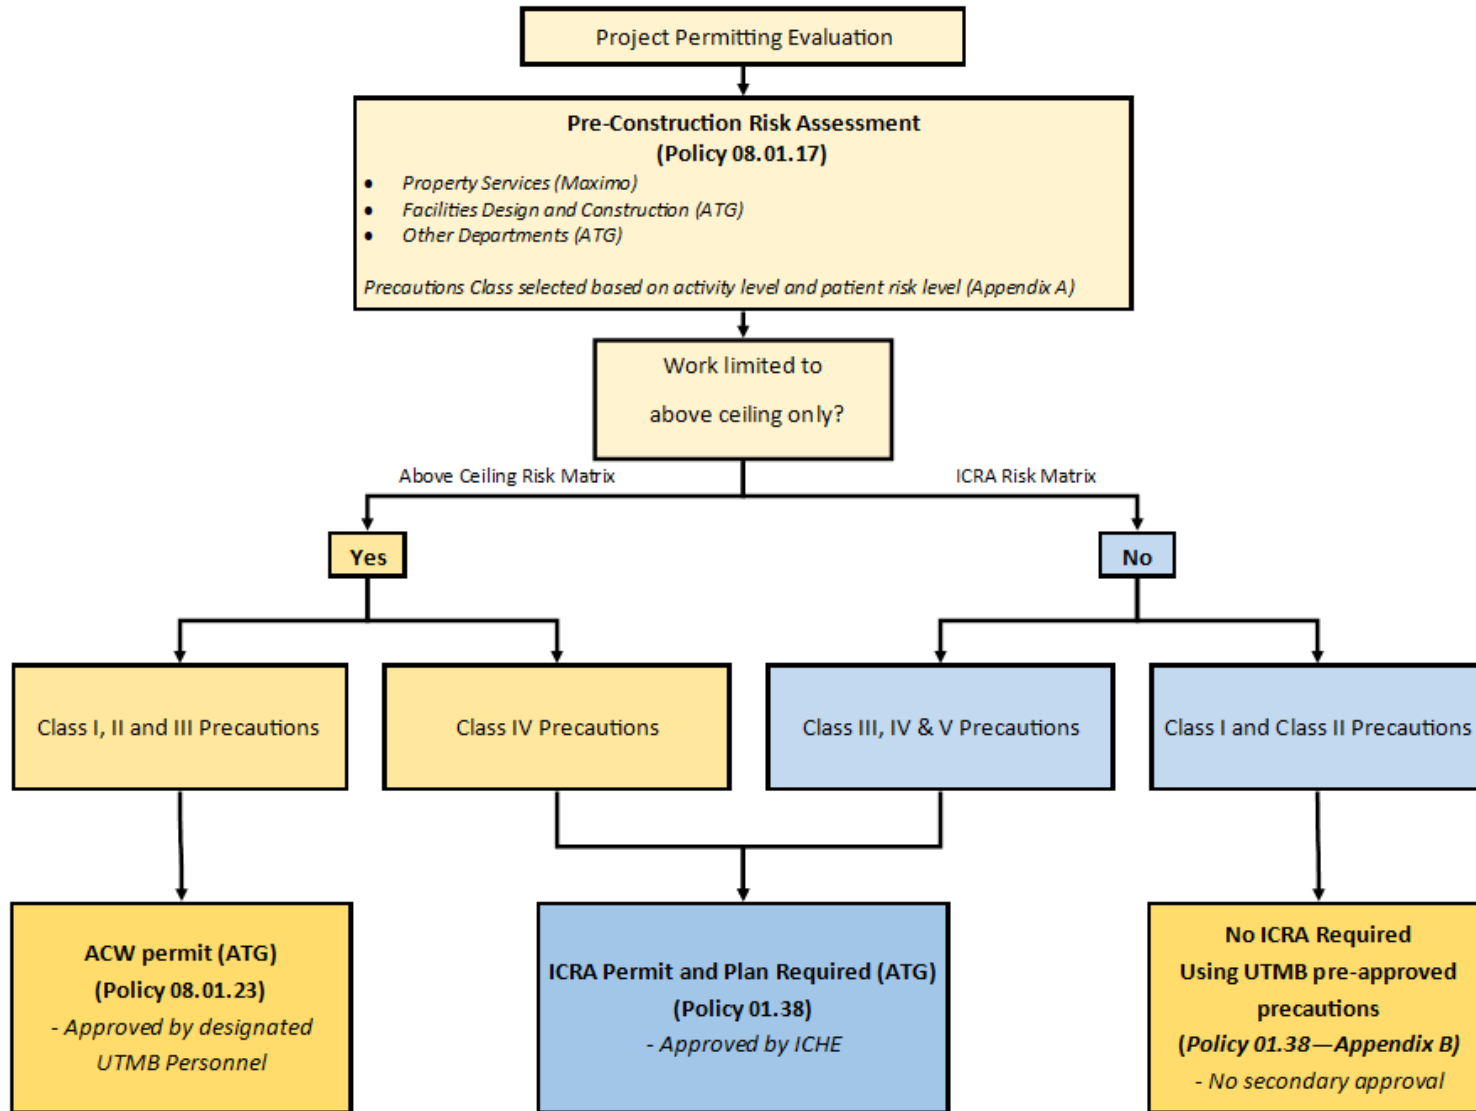 Project Permitting Evaluation
Pre-Construction Risk Assessment
(Policy 08.01.17)
• Property Services (Maximo)
• Facilities Design and Construction (ATG)
• Other Departments (ATG)
Precautions Class selected based on activity level and patient risk level (Appendix A)
Work limited to
above ceiling only?
Above Ceiling Risk Matrix
ICRA Risk Matrix
Yes
No
Class I, II and III Precautions
Class IV Precautions
Class III, IV & V Precautions
Class I and Class II Precautions
ACW permit (ATG)
(Policy 08.01.23)
- Approved by designated
UTMB Personnel
ICRA Permit and Plan Required (ATG)
(Policy 01.38)
- Approved by ICHE
No ICRA Required
Using UTMB pre-approved
precautions
(Policy 01.38—Appendix B)
- No secondary approval